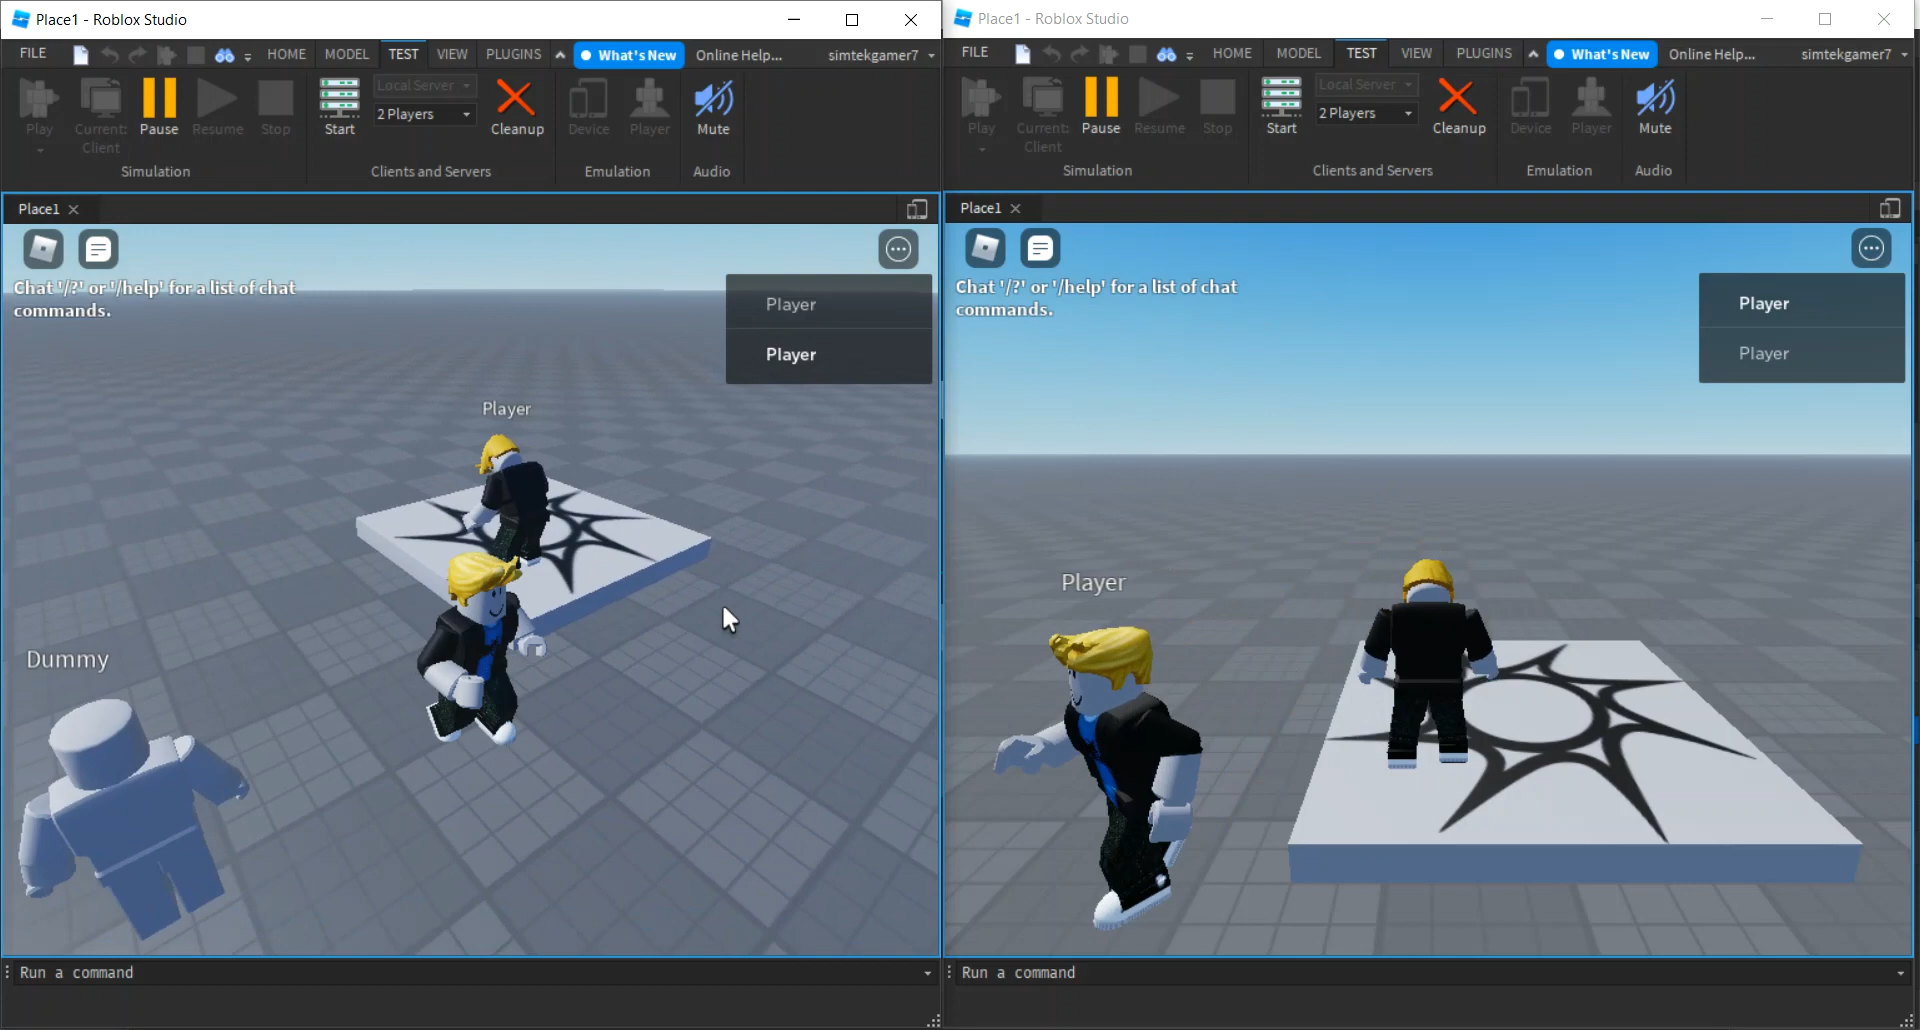 Place1 - Roblox Studio
FILE HOME MODEL TEST VIEW PLUGINS What's New Online Help... simtekgamer7
Play Current: Client Pause Resume Stop Start Local Server 2 Players Cleanup Device Player Mute
Simulation Clients and Servers Emulation Audio
Place1
Chat '/?' or '/help' for a list of chat
commands.
Player
Player
Player
Dummy
Run a command
Place1 - Roblox Studio
FILE HOME MODEL TEST VIEW PLUGINS What's New Online Help... simtekgamer7
Play Current: Client Pause Resume Stop Start Local Server 2 Players Cleanup Device Player Mute
Simulation Clients and Servers Emulation Audio
Place1
Chat '/?' or '/help' for a list of chat
commands.
Player
Player
Player
Run a command